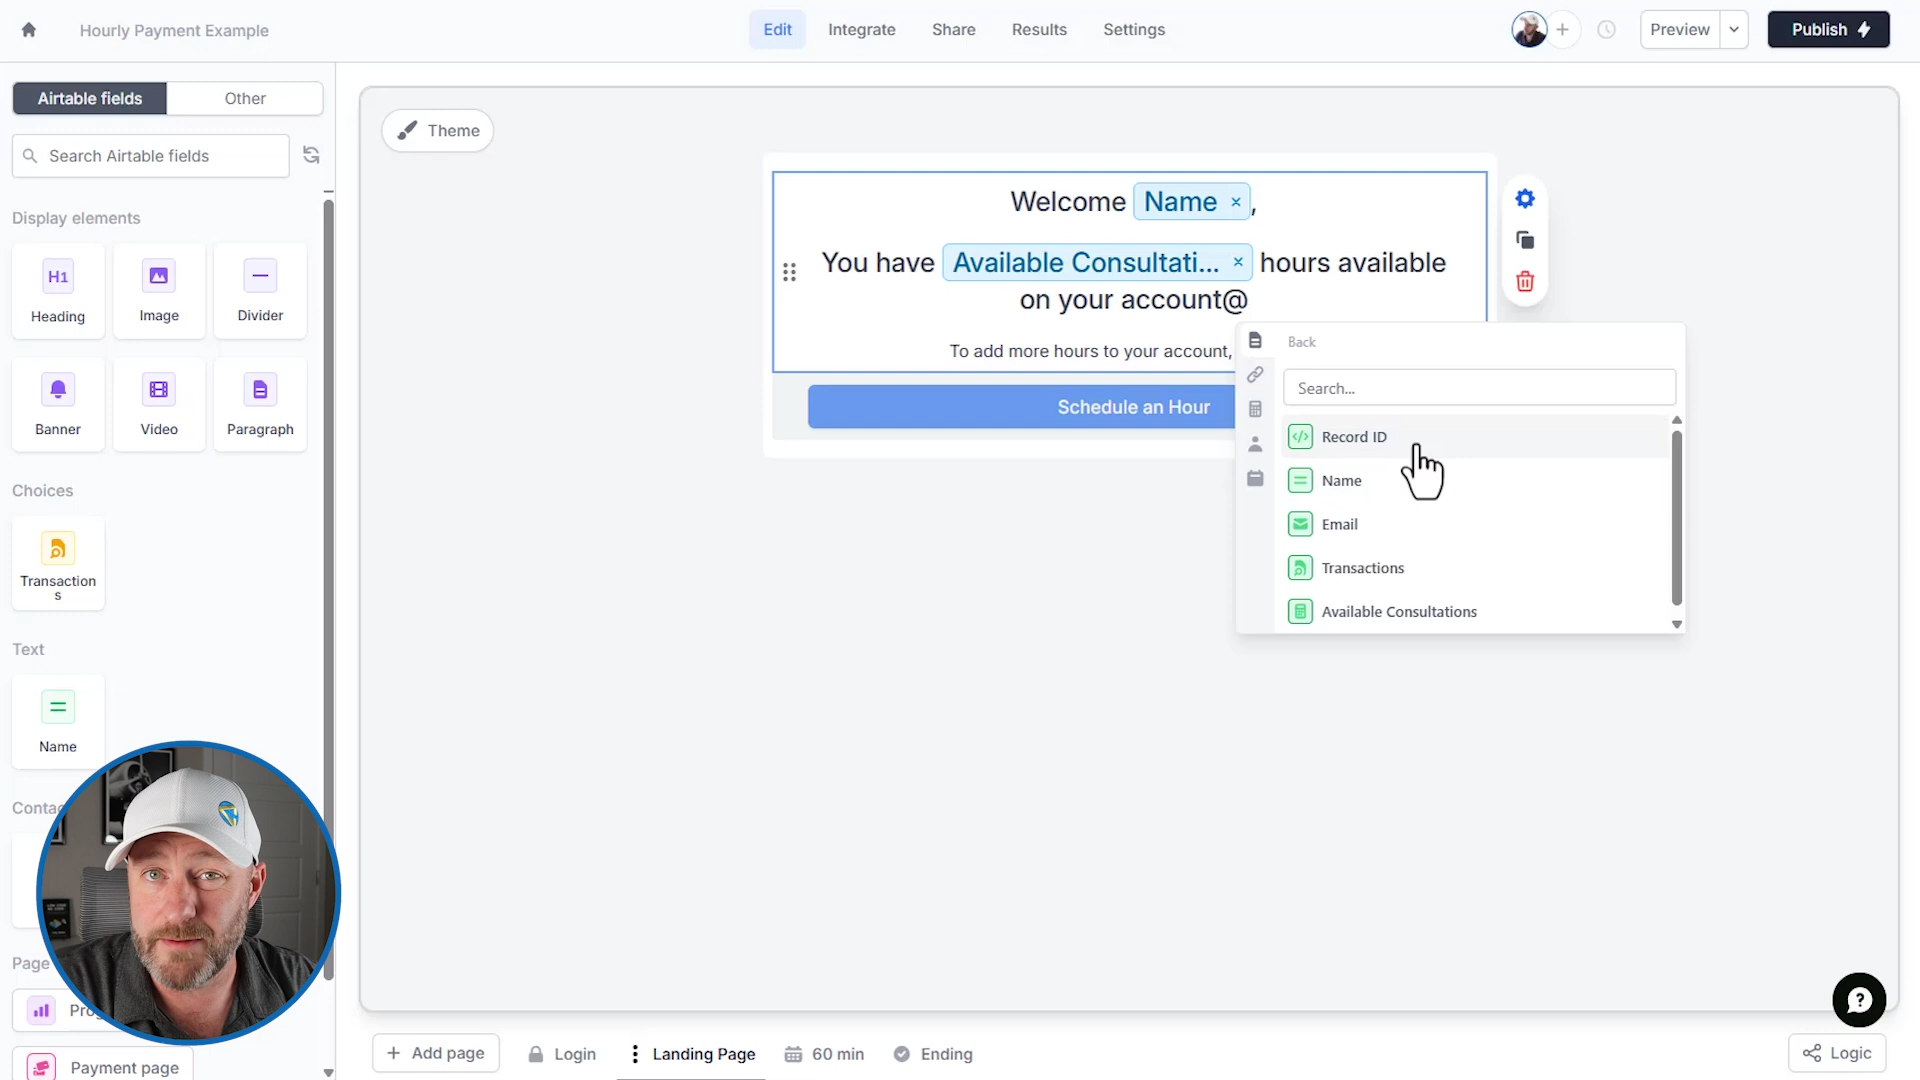 Hourly Payment Example
Edit
Integrate
Share
Results
Settings
Preview
Publish
Airtable fields
Other
Search Airtable fields
Theme
Display elements
H1
Heading
Image
Divider
Banner
Video
Paragraph
Choices
Transaction
s
Text
Name
Page
Payment page
Welcome Name ×,
You have Available Consultati... × hours available
on your account@
To add more hours to your account,
Schedule an Hour
Back
Search...
Record ID
Name
Email
Transactions
Available Consultations
+ Add page
Login
Landing Page
60 min
Ending
Logic